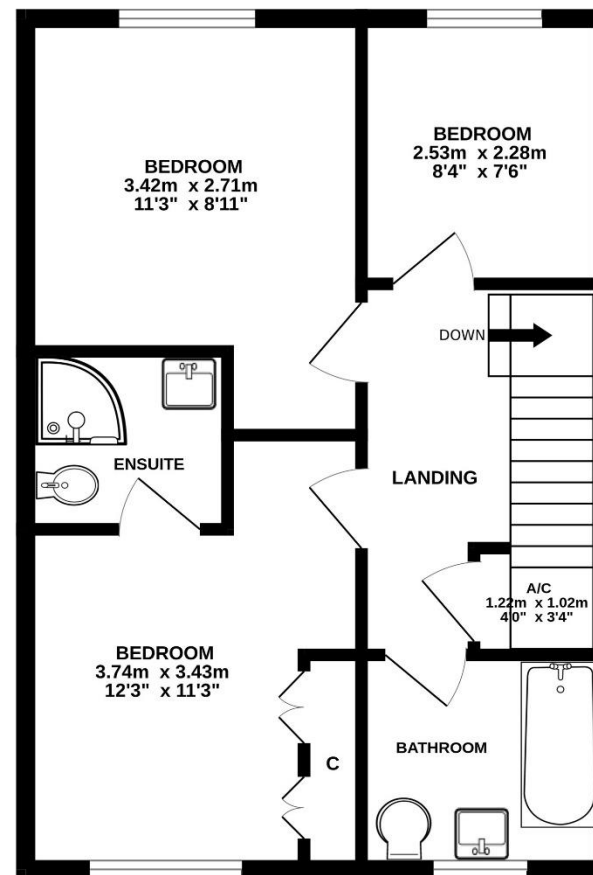 BEDROOM
3.42m x 2.71m
11'3" x 8'11"
BEDROOM
2.53m x 2.28m
8'4" x 7'6"
DOWN
ENSUITE
LANDING
A/C
1.22m x 1.02m
4'0" x 3'4"
BEDROOM
3.74m x 3.43m
12'3" x 11'3"
C
BATHROOM